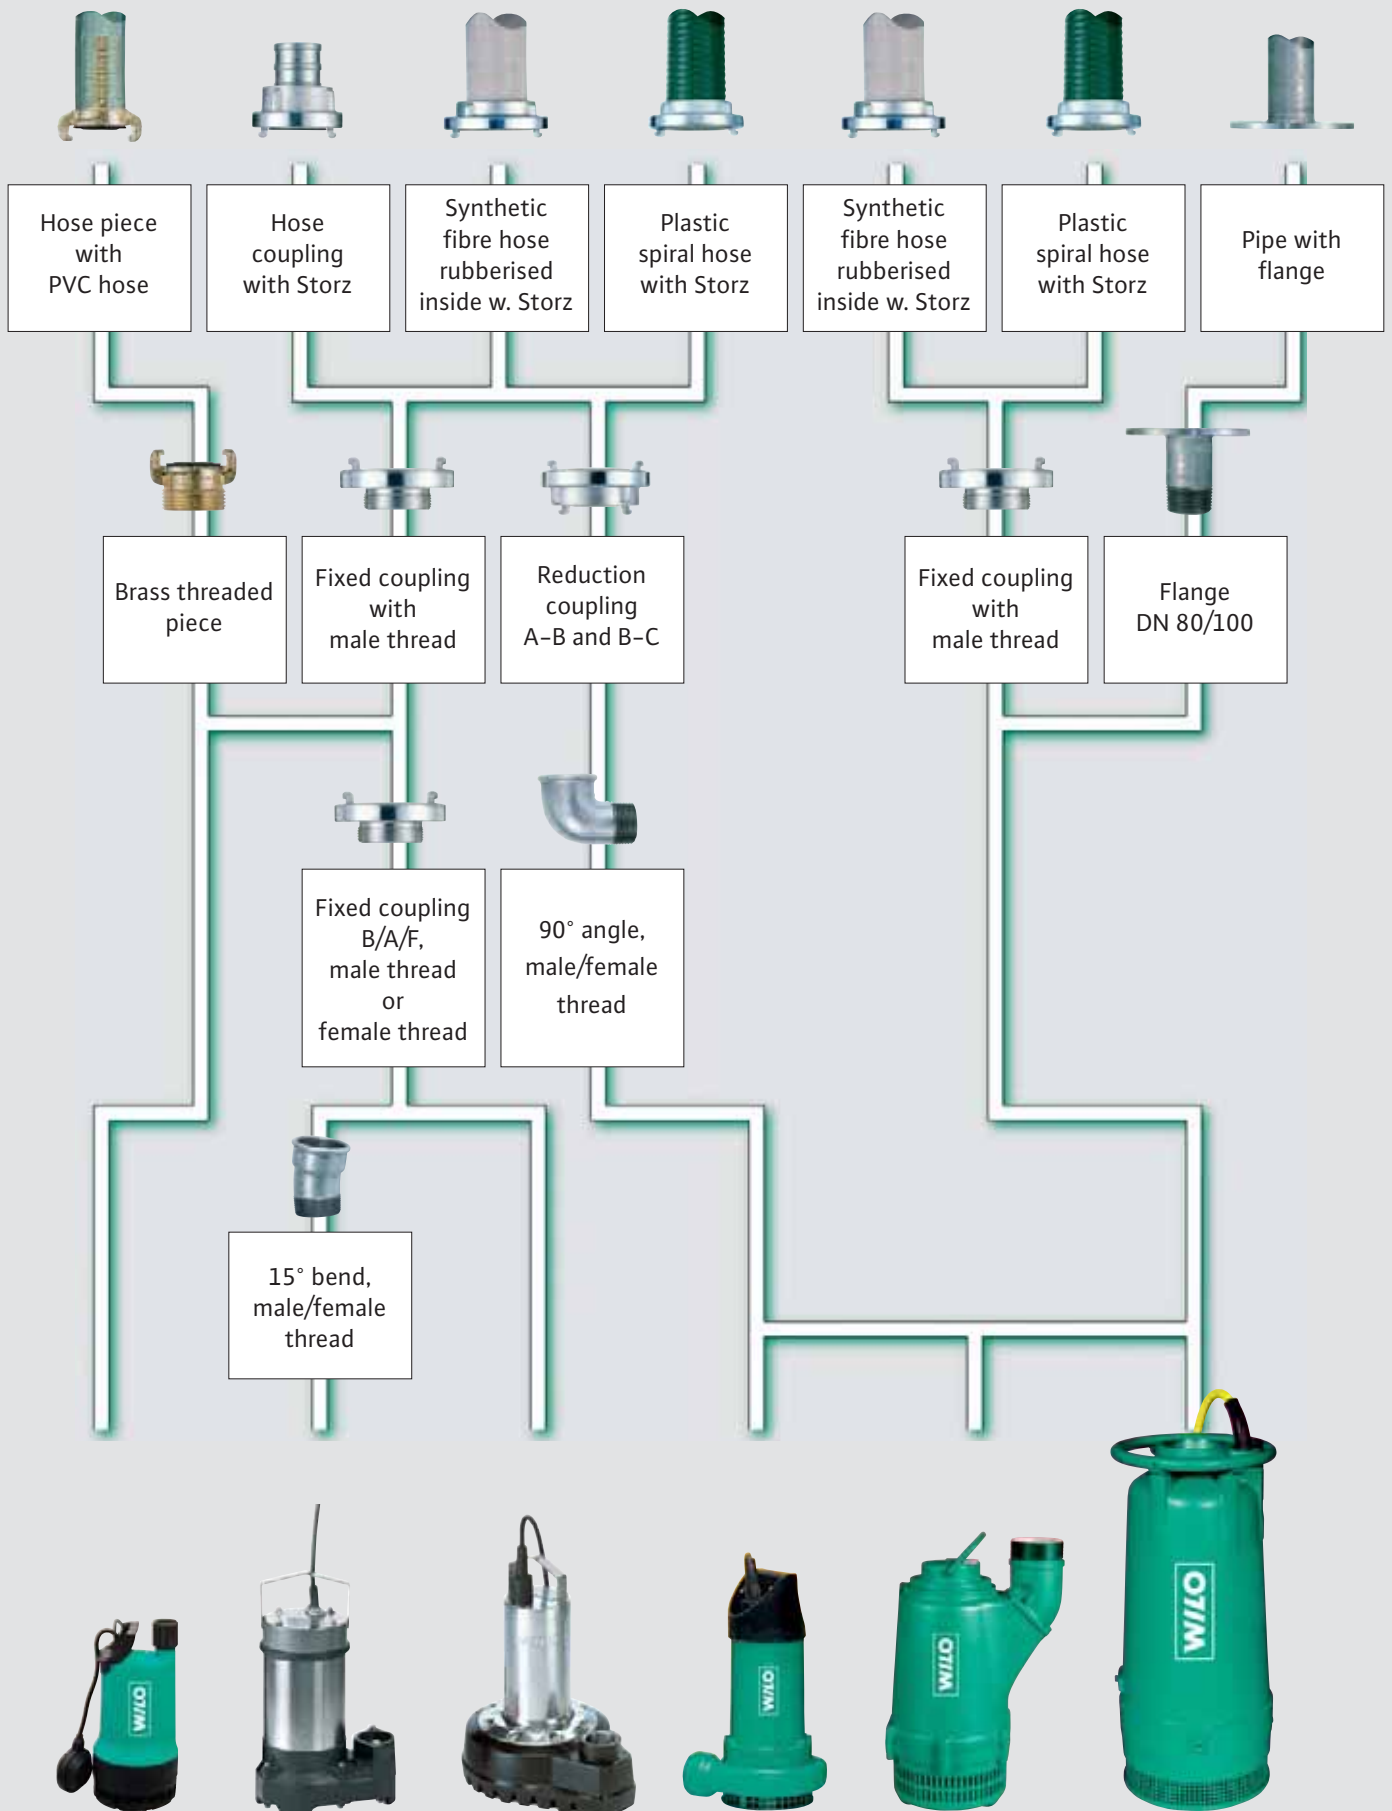 Hose piece
with
PVC hose
Hose
coupling
with Storz
Synthetic
fibre hose
rubberised
inside w. Storz
Plastic
spiral hose
with Storz
Synthetic
fibre hose
rubberised
inside w. Storz
Plastic
spiral hose
with Storz
Pipe with
flange
Brass threaded
piece
Fixed coupling
with
male thread
Reduction
coupling
A–B and B–C
Fixed coupling
with
male thread
Flange
DN 80/100
Fixed coupling
B/A/F,
male thread
or
female thread
90° angle,
male/female
thread
15° bend,
male/female
thread
WILO
WILO
WILO
WILO